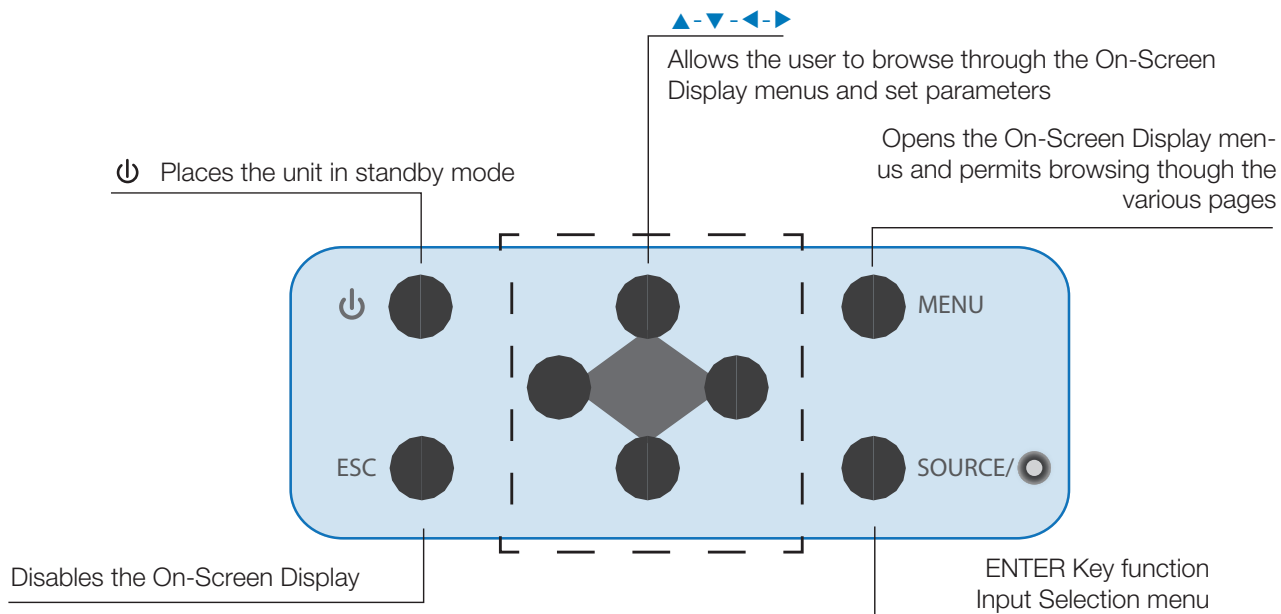 ▲-▼-◀-▶
Allows the user to browse through the On-Screen
Display menus and set parameters
Opens the On-Screen Display men-
us and permits browsing though the
various pages
⏻ Places the unit in standby mode
⏻
MENU
ESC
SOURCE/
Disables the On-Screen Display
ENTER Key function
Input Selection menu